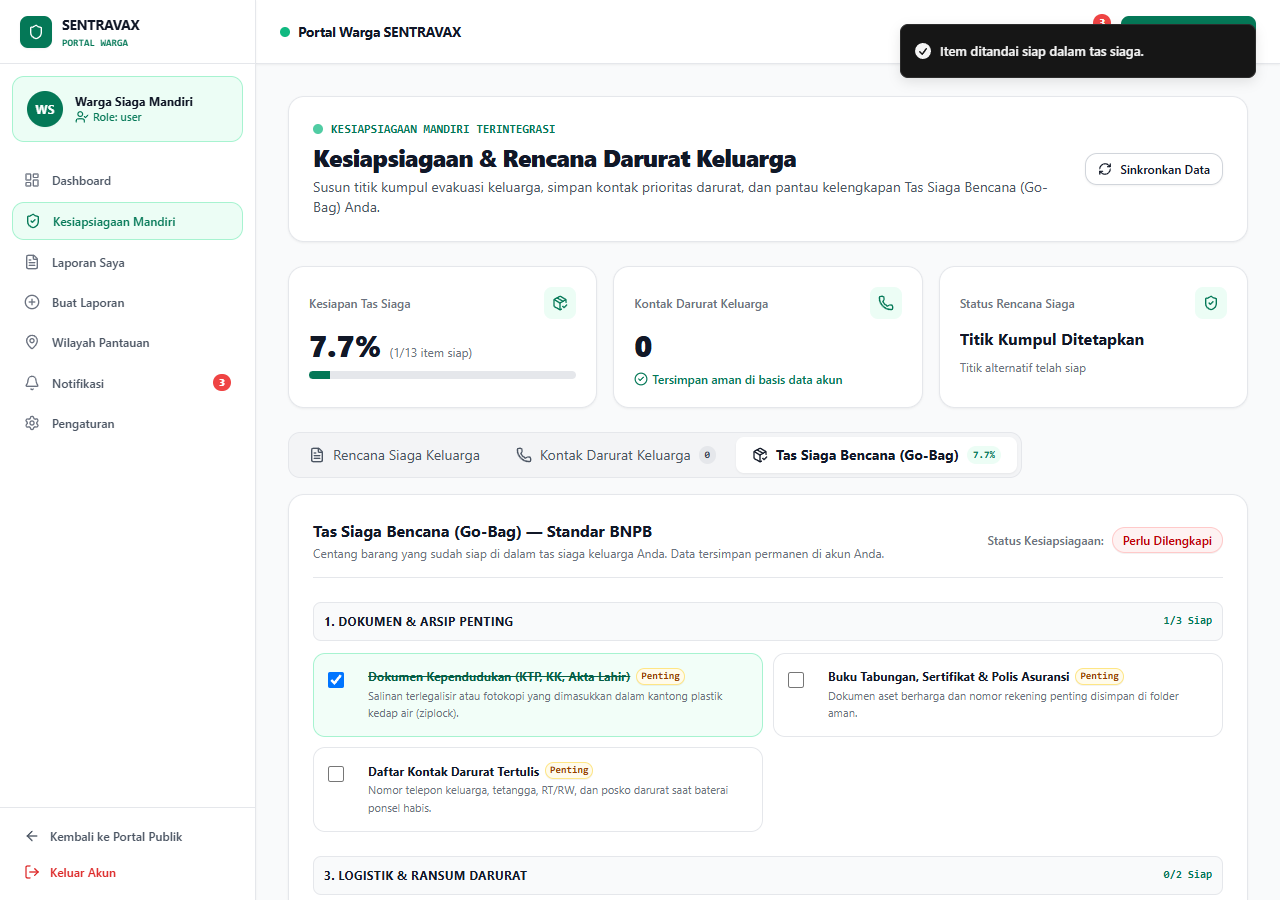 SENTRAVAX
PORTAL WARGA
WS
Warga Siaga Mandiri
Role: user
Dashboard
Kesiapsiagaan Mandiri
Laporan Saya
Buat Laporan
Wilayah Pantauan
Notifikasi
3
Pengaturan
Kembali ke Portal Publik
Keluar Akun
Portal Warga SENTRAVAX
Item ditandai siap dalam tas siaga.
KESIAPSIAGAAN MANDIRI TERINTEGRASI
Kesiapsiagaan & Rencana Darurat Keluarga
Susun titik kumpul evakuasi keluarga, simpan kontak prioritas darurat, dan pantau kelengkapan Tas Siaga Bencana (Go-
Bag) Anda.
Sinkronkan Data
Kesiapan Tas Siaga
7.7% (1/13 item siap)
Kontak Darurat Keluarga
0
Tersimpan aman di basis data akun
Status Rencana Siaga
Titik Kumpul Ditetapkan
Titik alternatif telah siap
Rencana Siaga Keluarga
Kontak Darurat Keluarga 0
Tas Siaga Bencana (Go-Bag) 7.7%
Tas Siaga Bencana (Go-Bag) — Standar BNPB
Centang barang yang sudah siap di dalam tas siaga keluarga Anda. Data tersimpan permanen di akun Anda.
Status Kesiapsiagaan: Perlu Dilengkapi
1. DOKUMEN & ARSIP PENTING
1/3 Siap
Dokumen Kependudukan (KTP, KK, Akta Lahir) Penting
Salinan terlegalisir atau fotokopi yang dimasukkan dalam kantong plastik
kedap air (ziplock).
Buku Tabungan, Sertifikat & Polis Asuransi Penting
Dokumen aset berharga dan nomor rekening penting disimpan di folder
aman.
Daftar Kontak Darurat Tertulis Penting
Nomor telepon keluarga, tetangga, RT/RW, dan posko darurat saat baterai
ponsel habis.
3. LOGISTIK & RANSUM DARURAT
0/2 Siap